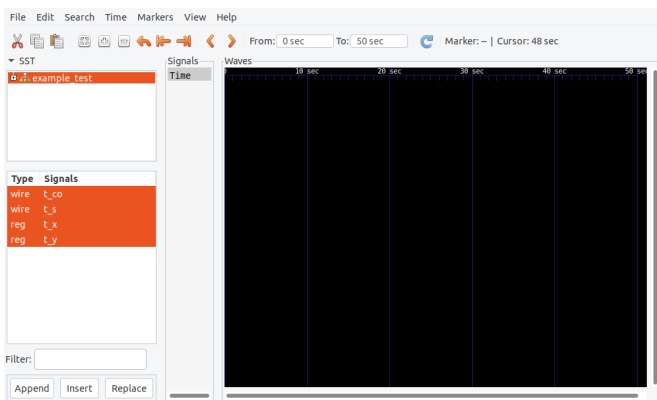 File Edit Search Time Markers View Help
From: 0 sec To: 50 sec Marker: -- | Cursor: 48 sec
SST
example_test
Type Signals
wire t_co
wire t_s
reg t_x
reg t_y
Filter:
Append Insert Replace
Signals
Time
Waves
10 sec 20 sec 30 sec 40 sec 50 sec